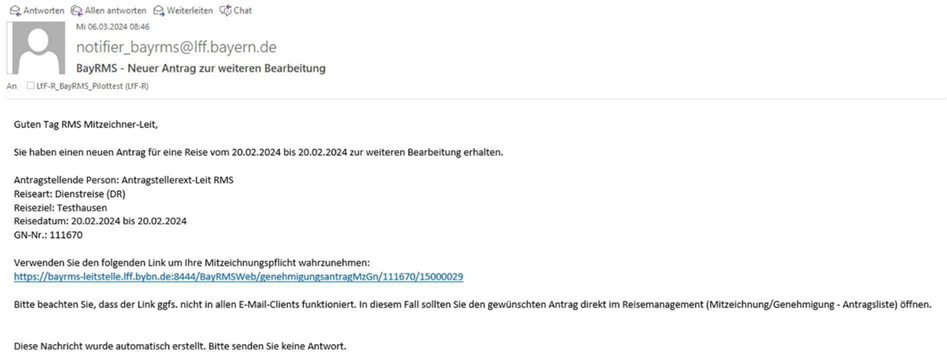 Antworten Allen antworten Weiterleiten Chat
Mi 06.03.2024 08:46
notifier_bayrms@lff.bayern.de
BayRMS - Neuer Antrag zur weiteren Bearbeitung
An LfF-R_BayRMS_Pilottest (LfF-R)
Guten Tag RMS Mitzeichner-Leit,
Sie haben einen neuen Antrag für eine Reise vom 20.02.2024 bis 20.02.2024 zur weiteren Bearbeitung erhalten.
Antragstellende Person: Antragstellerext-Leit RMS
Reiseart: Dienstreise (DR)
Reiseziel: Testhausen
Reisedatum: 20.02.2024 bis 20.02.2024
GN-Nr.: 111670
Verwenden Sie den folgenden Link um Ihre Mitzeichnungspflicht wahrzunehmen:
https://bayrms-leitstelle.lff.bybn.de:8444/BayRMSWeb/genehmigungsantragMzGn/111670/15000029
Bitte beachten Sie, dass der Link ggfs. nicht in allen E-Mail-Clients funktioniert. In diesem Fall sollten Sie den gewünschten Antrag direkt im Reisemanagement (Mitzeichnung/Genehmigung - Antragsliste) öffnen.
Diese Nachricht wurde automatisch erstellt. Bitte senden Sie keine Antwort.